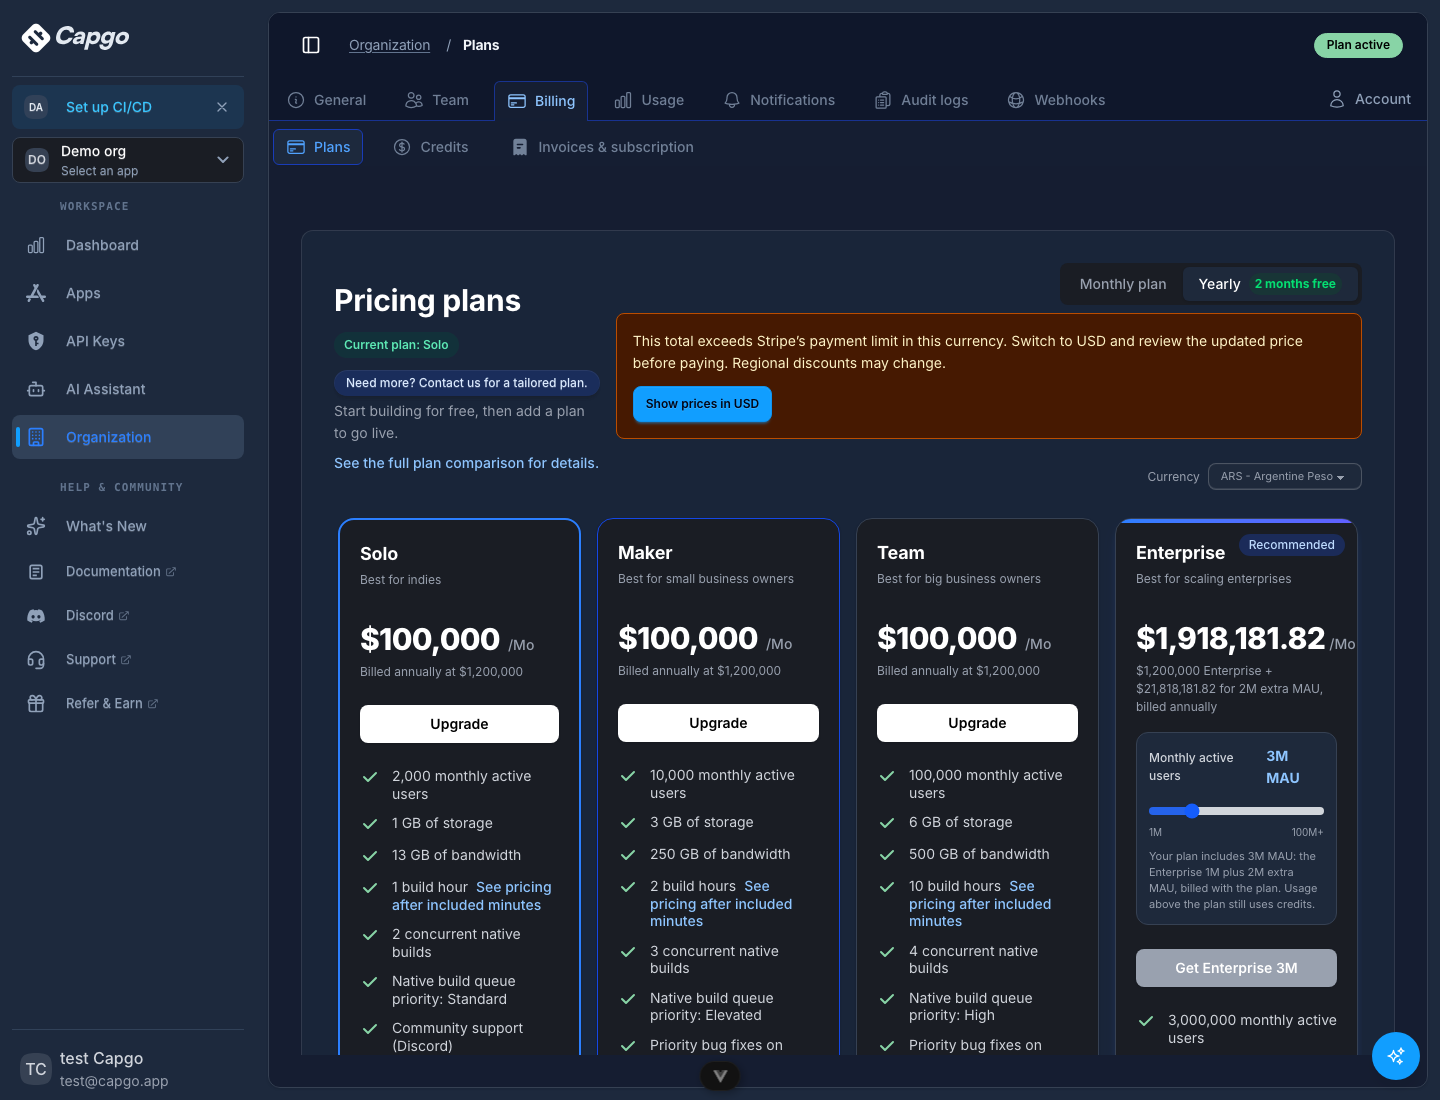 Capgo
DA
Set up CI/CD
DO
Demo org
Select an app
WORKSPACE
Dashboard
Apps
API Keys
AI Assistant
Organization
HELP & COMMUNITY
What's New
Documentation
Discord
Support
Refer & Earn
TC
test Capgo
test@capgo.app
Organization / Plans
Plan active
General
Team
Billing
Usage
Notifications
Audit logs
Webhooks
Account
Plans
Credits
Invoices & subscription
Pricing plans
Current plan: Solo
Need more? Contact us for a tailored plan.
Start building for free, then add a plan
to go live.
See the full plan comparison for details.
Monthly plan
Yearly
2 months free
This total exceeds Stripe’s payment limit in this currency. Switch to USD and review the updated price
before paying. Regional discounts may change.
Show prices in USD
Currency
ARS - Argentine Peso
Solo
Best for indies
$100,000 /Mo
Billed annually at $1,200,000
Upgrade
2,000 monthly active
users
1 GB of storage
13 GB of bandwidth
1 build hour See pricing
after included minutes
2 concurrent native
builds
Native build queue
priority: Standard
Community support
(Discord)
Maker
Best for small business owners
$100,000 /Mo
Billed annually at $1,200,000
Upgrade
10,000 monthly active
users
3 GB of storage
250 GB of bandwidth
2 build hours See
pricing after included
minutes
3 concurrent native
builds
Native build queue
priority: Elevated
Priority bug fixes on
Team
Best for big business owners
$100,000 /Mo
Billed annually at $1,200,000
Upgrade
100,000 monthly active
users
6 GB of storage
500 GB of bandwidth
10 build hours See
pricing after included
minutes
4 concurrent native
builds
Native build queue
priority: High
Priority bug fixes on
Enterprise
Recommended
Best for scaling enterprises
$1,918,181.82 /Mo
$1,200,000 Enterprise +
$21,818,181.82 for 2M extra MAU,
billed annually
Monthly active
users
3M
MAU
1M
100M+
Your plan includes 3M MAU: the
Enterprise 1M plus 2M extra
MAU, billed with the plan. Usage
above the plan still uses credits.
Get Enterprise 3M
3,000,000 monthly active
users